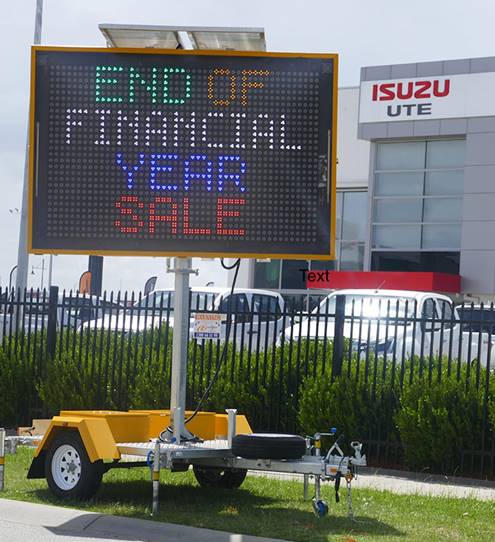 END OF
FINANCIAL
YEAR
SALE
ISUZU
UTE
Text